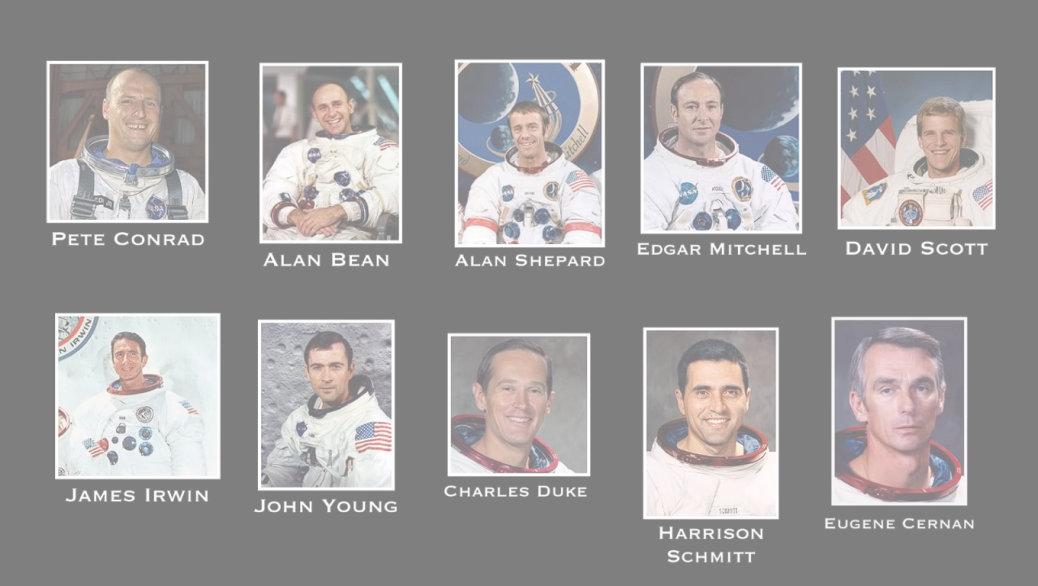 Pete Conrad
Alan Bean
Alan Shepard
Edgar Mitchell
David Scott
James Irwin
John Young
Charles Duke
Harrison
Schmitt
Eugene Cernan